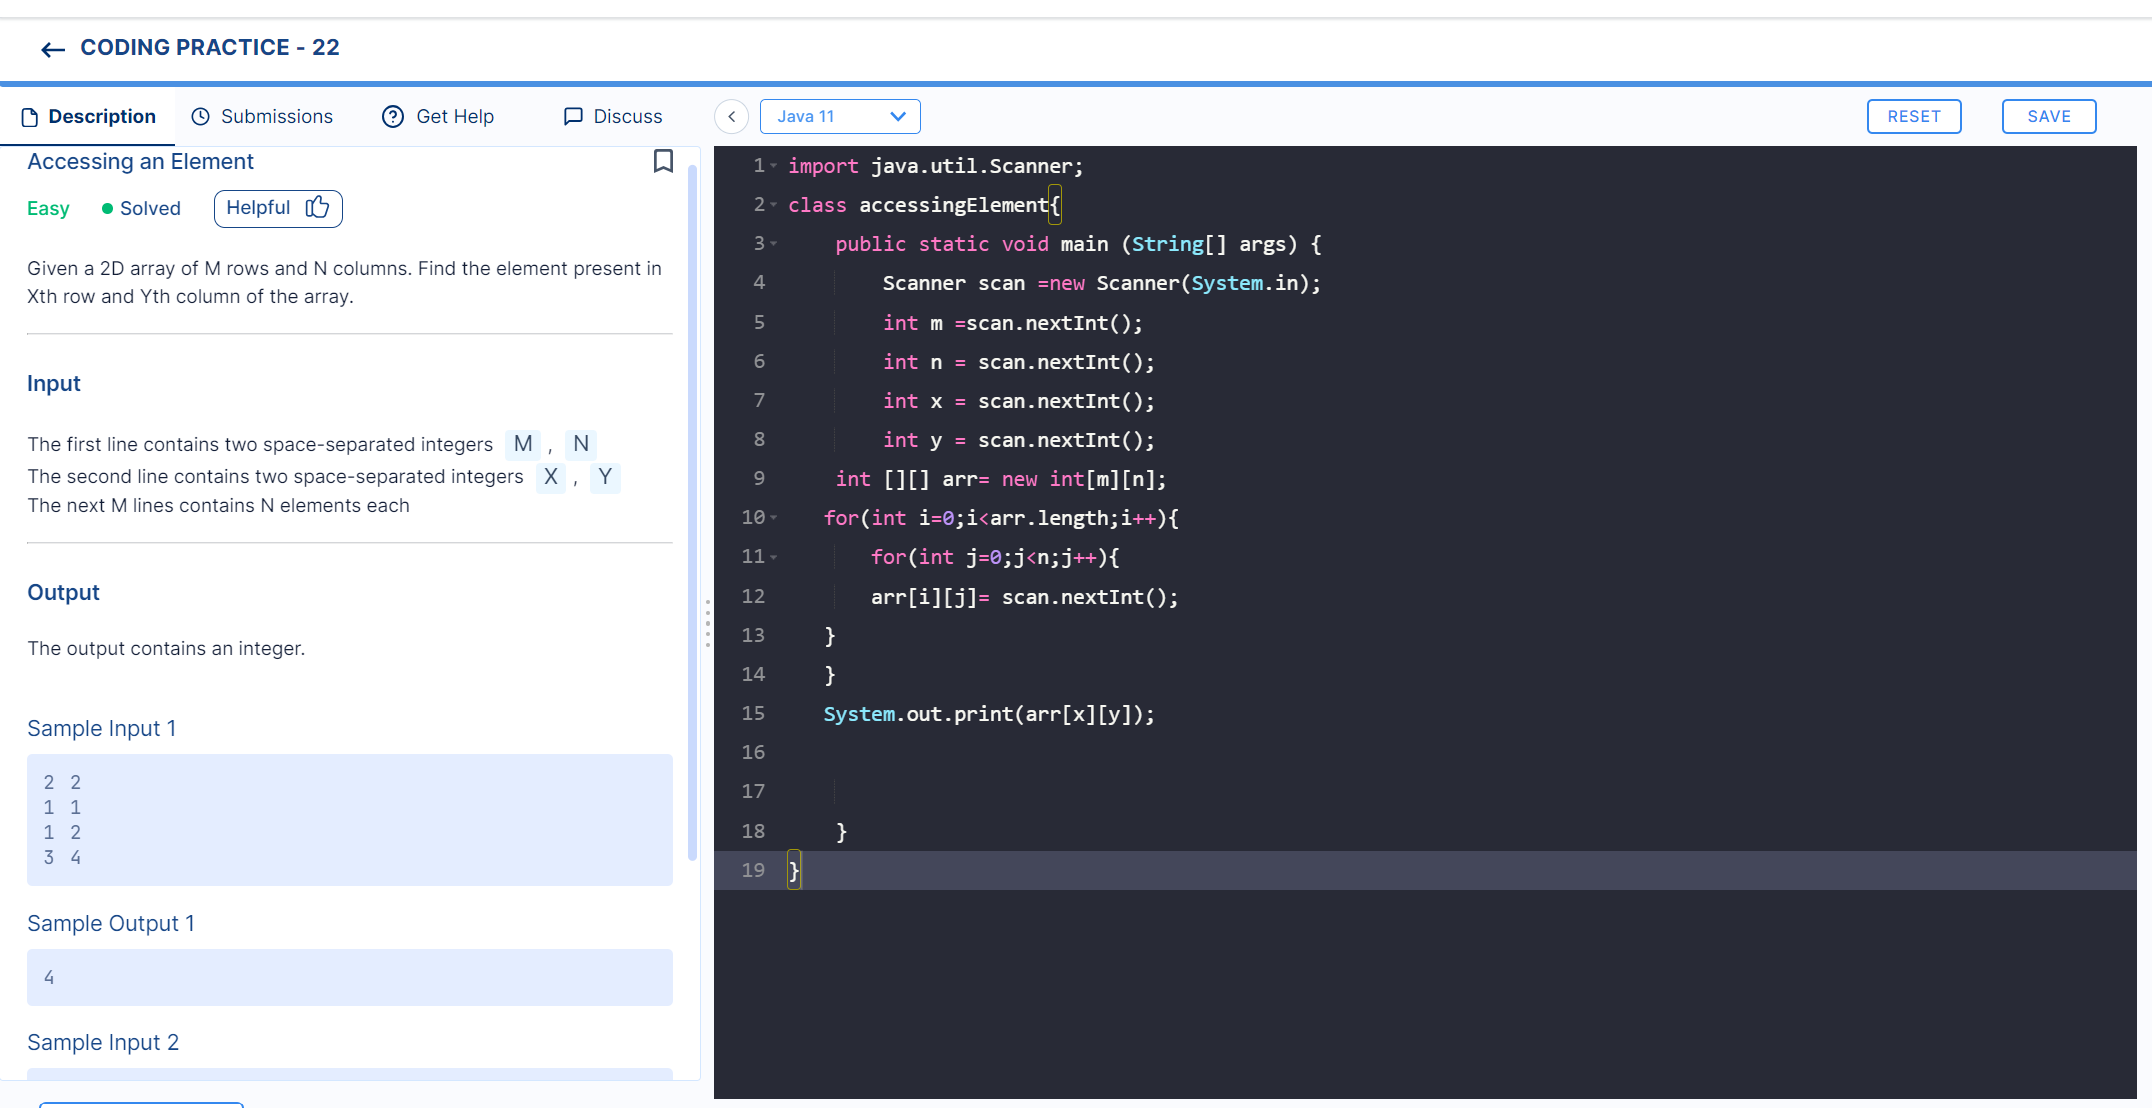 CODING PRACTICE - 22
Description
Submissions
Get Help
Discuss
Java 11
RESET
SAVE
Accessing an Element
Easy
Solved
Helpful
Given a 2D array of M rows and N columns. Find the element present in
Xth row and Yth column of the array.
Input
The first line contains two space-separated integers M , N
The second line contains two space-separated integers X , Y
The next M lines contains N elements each
Output
The output contains an integer.
Sample Input 1
2 2
1 1
1 2
3 4
Sample Output 1
4
Sample Input 2
1 import java.util.Scanner;
2 class accessingElement{
3     public static void main (String[] args) {
4         Scanner scan =new Scanner(System.in);
5         int m =scan.nextInt();
6         int n = scan.nextInt();
7         int x = scan.nextInt();
8         int y = scan.nextInt();
9     int [][] arr= new int[m][n];
10    for(int i=0;i<arr.length;i++){
11        for(int j=0;j<n;j++){
12        arr[i][j]= scan.nextInt();
13    }
14    }
15    System.out.print(arr[x][y]);
16
17
18     }
19 }